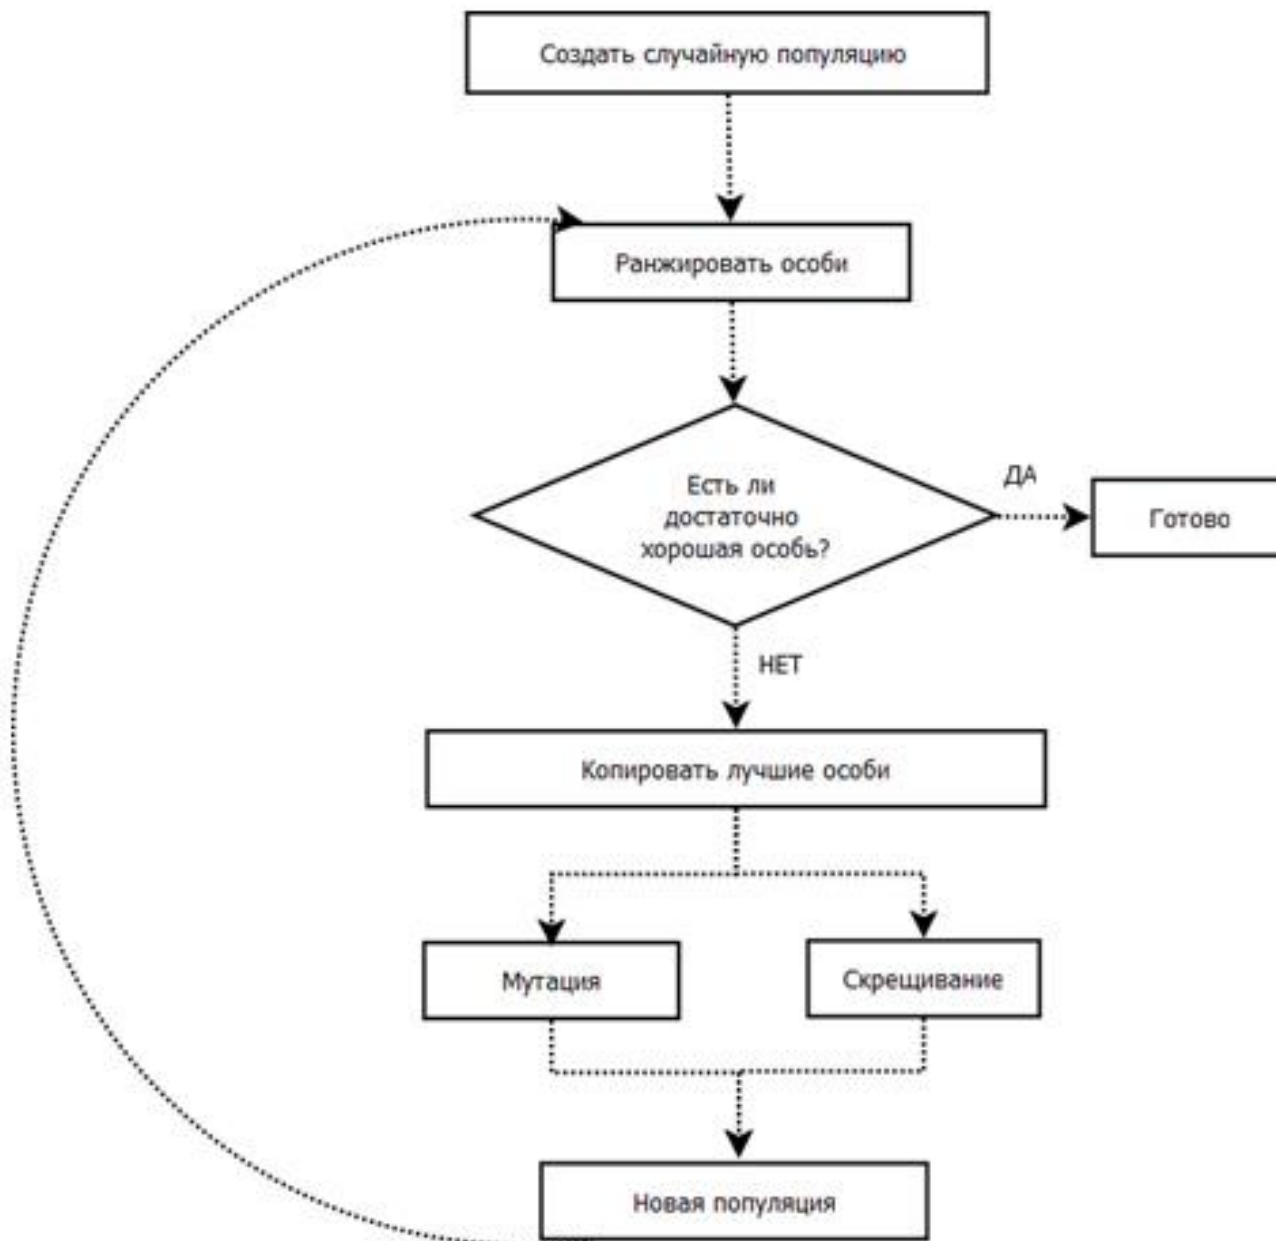 Создать случайную популяцию
Ранжировать особи
Есть ли
достаточно
хорошая особь?
ДА
Готово
НЕТ
Копировать лучшие особи
Мутация
Скрещивание
Новая популяция